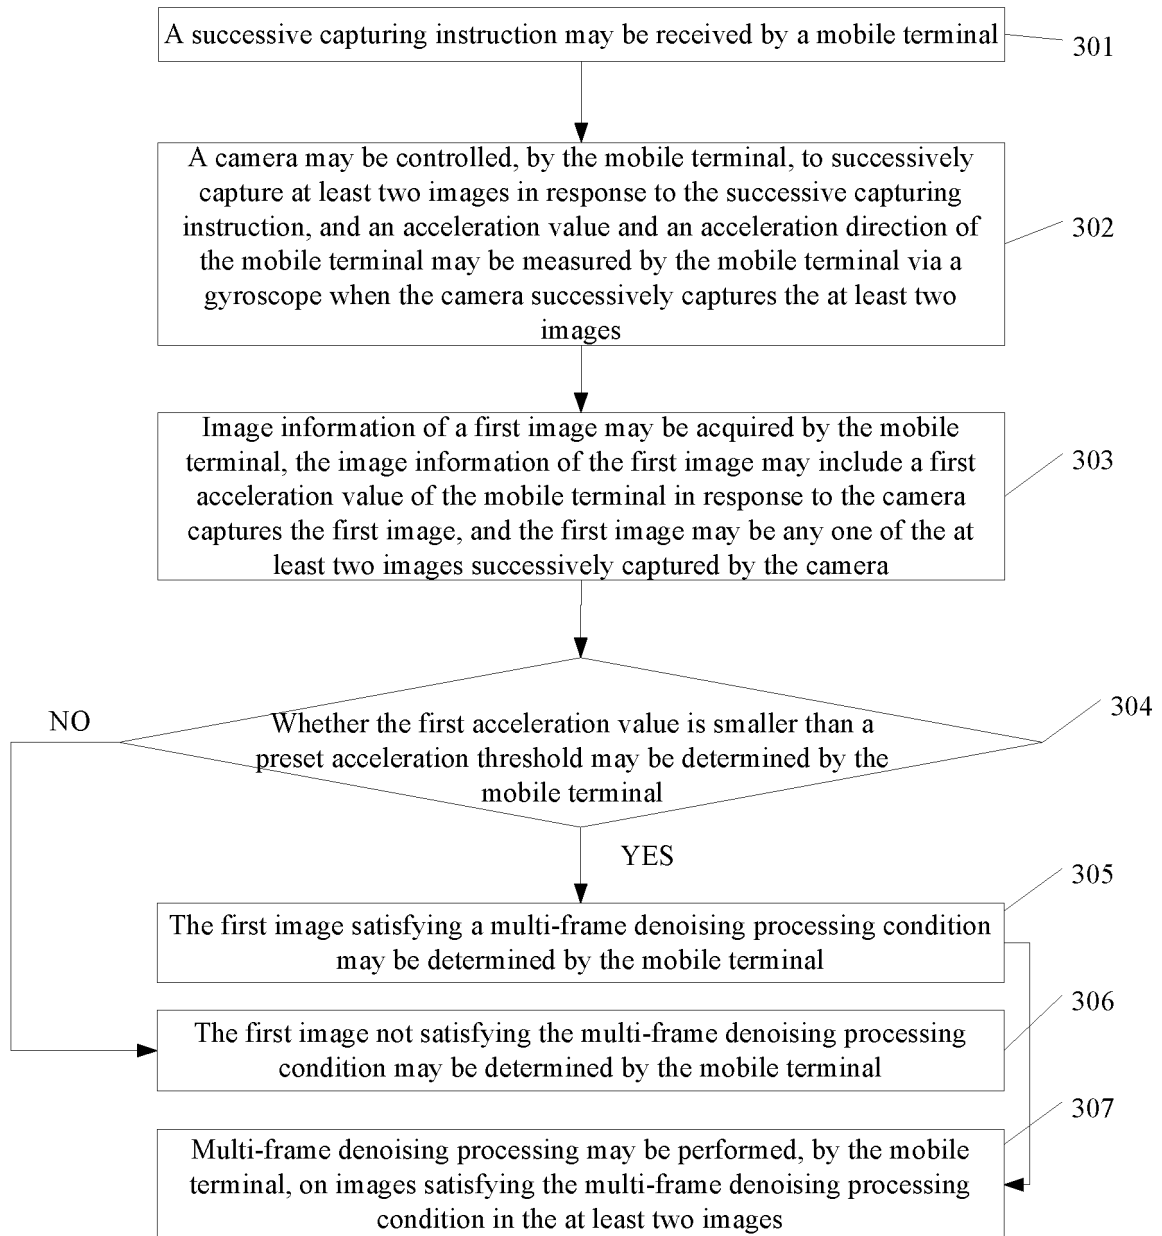 A successive capturing instruction may be received by a mobile terminal
301
A camera may be controlled, by the mobile terminal, to successively
capture at least two images in response to the successive capturing
instruction, and an acceleration value and an acceleration direction of
the mobile terminal may be measured by the mobile terminal via a
gyroscope when the camera successively captures the at least two
images
302
Image information of a first image may be acquired by the mobile
terminal, the image information of the first image may include a first
acceleration value of the mobile terminal in response to the camera
captures the first image, and the first image may be any one of the at
least two images successively captured by the camera
303
NO
Whether the first acceleration value is smaller than a
preset acceleration threshold may be determined by the
mobile terminal
304
YES
The first image satisfying a multi-frame denoising processing condition
may be determined by the mobile terminal
305
The first image not satisfying the multi-frame denoising processing
condition may be determined by the mobile terminal
306
Multi-frame denoising processing may be performed, by the mobile
terminal, on images satisfying the multi-frame denoising processing
condition in the at least two images
307